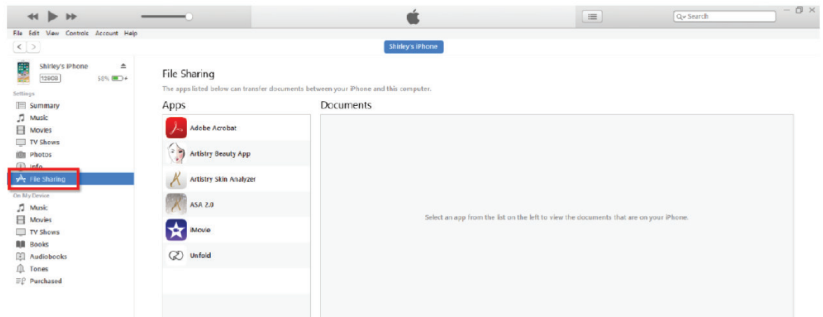 Search
File Edit View Controls Account Help
Shirley's iPhone
Shirley's iPhone
128GB 58%
Settings
Summary
Music
Movies
TV Shows
Photos
Info
File Sharing
On My Device
Music
Movies
TV Shows
Books
Audiobooks
Tones
Purchased
File Sharing
The apps listed below can transfer documents between your iPhone and this computer.
Apps
Adobe Acrobat
Artistry Beauty App
Artistry Skin Analyzer
ASA 2.0
iMovie
Unfold
Documents
Select an app from the list on the left to view the documents that are on your iPhone.